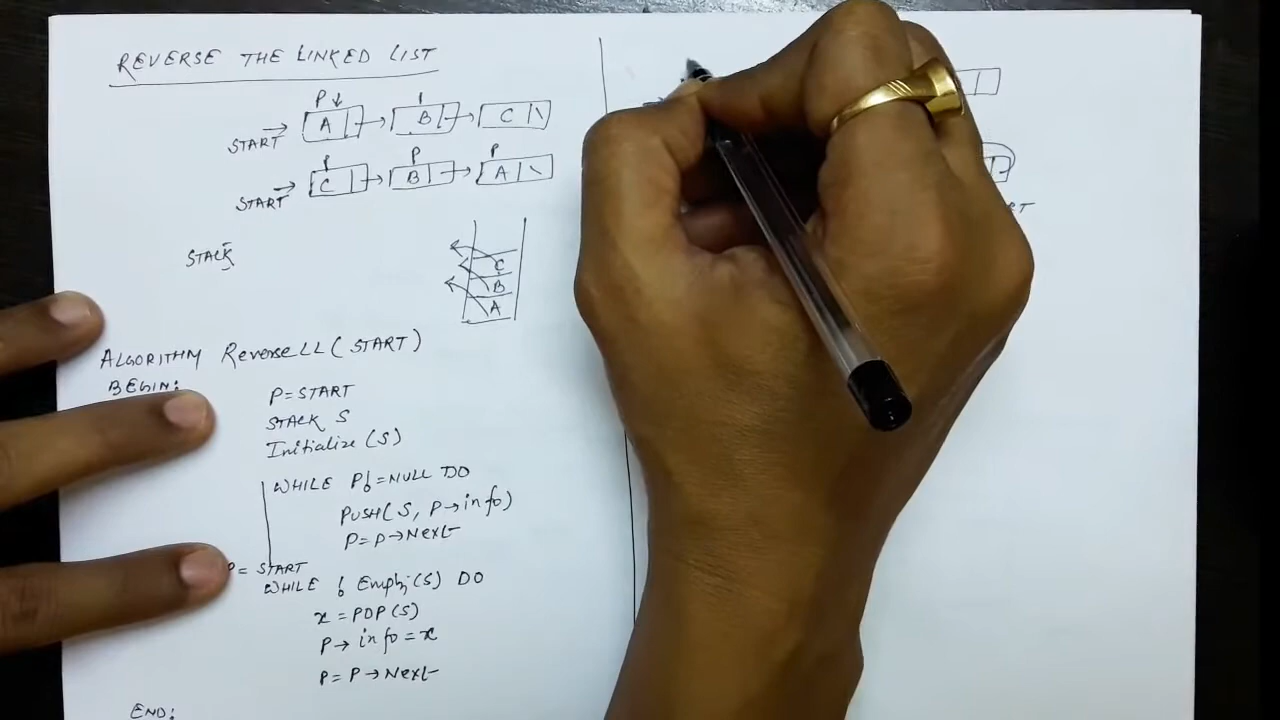 REVERSE THE LINKED LIST
P
START A B C
P P P
START C B A
STACK
C
B
A
ALGORITHM ReverseLL(START)
BEGIN:
P=START
STACK S
Initialize(S)
WHILE P!=NULL DO
PUSH(S, P→info)
P=P→Next
P=START
WHILE ! Empty(S) DO
x=POP(S)
P→info=x
P=P→Next
END;